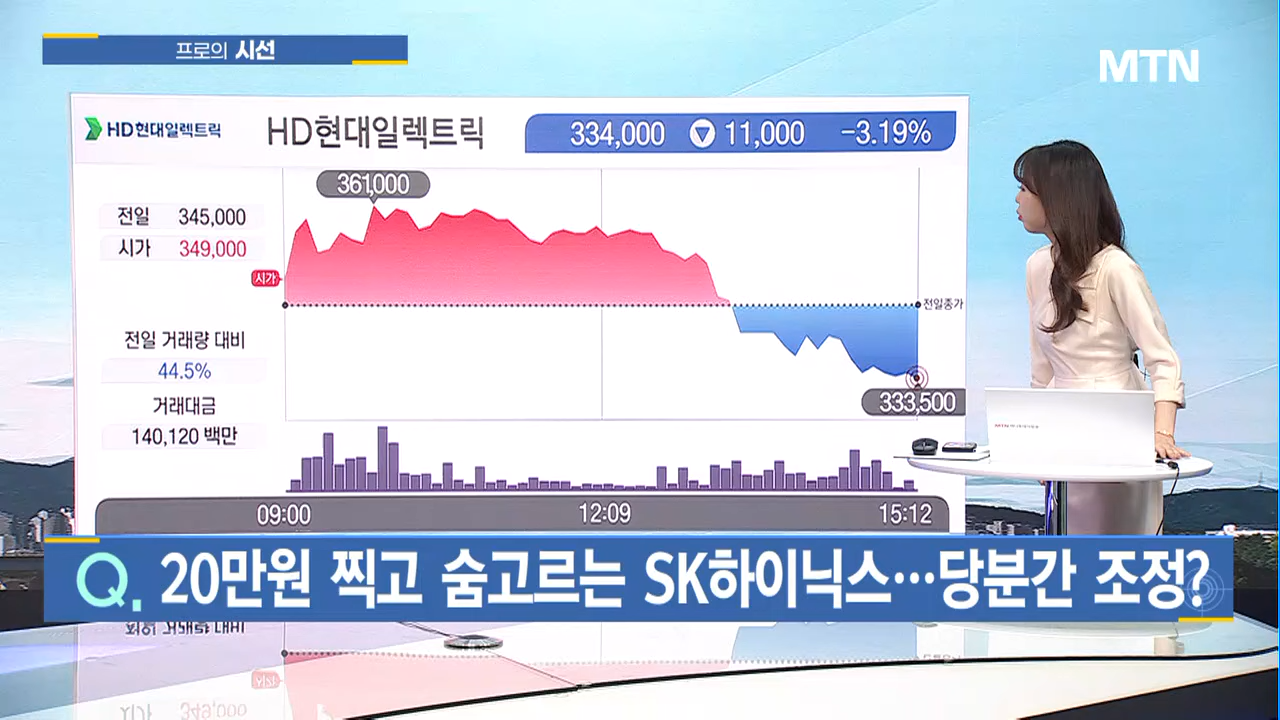 프로의 시선
MTN
HD현대일렉트릭
HD현대일렉트릭
334,000 ▼ 11,000 -3.19%
361,000
전일 345,000
시가 349,000
시가
전일종가
전일 거래량 대비
44.5%
거래대금
140,120 백만
333,500
09:00 12:09 15:12
Q. 20만원 찍고 숨고르는 SK하이닉스…당분간 조정?